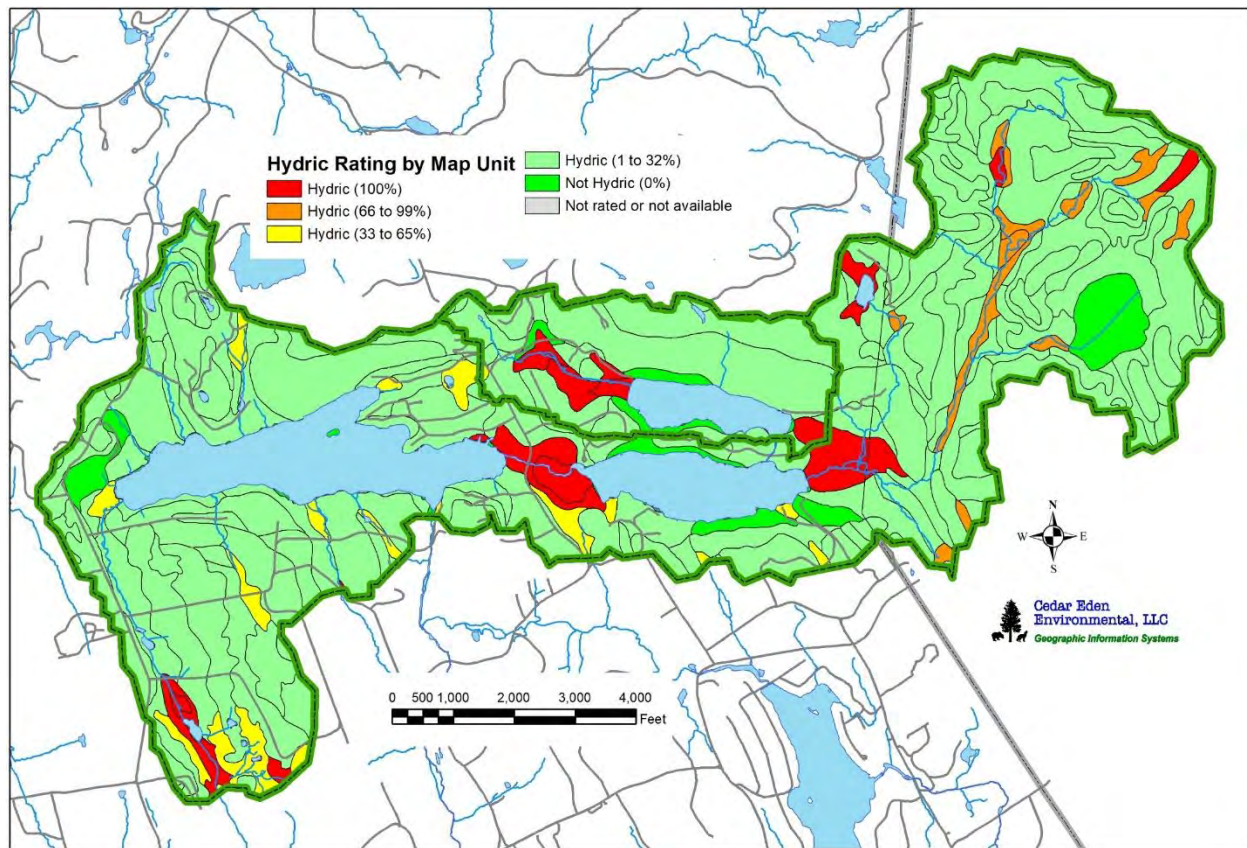 Hydric Rating by Map Unit
Hydric (100%)
Hydric (66 to 99%)
Hydric (33 to 65%)
Hydric (1 to 32%)
Not Hydric (0%)
Not rated or not available
N
W
E
S
Cedar Eden
Environmental, LLC
Geographic Information Systems
0 500 1,000 2,000 3,000 4,000
Feet